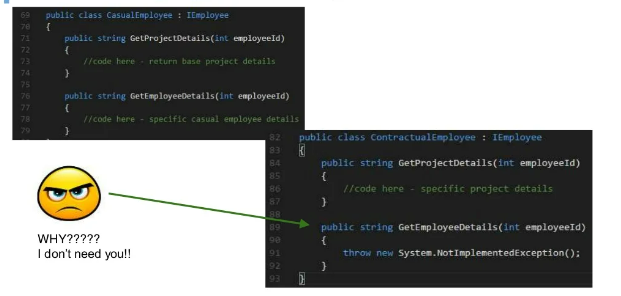 69 public class CasualEmployee : IEmployee
70 {
71 public string GetProjectDetails(int employeeId)
72 {
73 //code here - return base project details
74 }
75
76 public string GetEmployeeDetails(int employeeId)
77 {
78 //code here - specific casual employee details
79 }
82 public class ContractualEmployee : IEmployee
83 {
84 public string GetProjectDetails(int employeeId)
85 {
86 //code here - specific project details
87 }
88
89 public string GetEmployeeDetails(int employeeId)
90 {
91 throw new System.NotImplementedException();
92 }
93 }
WHY?????
I don't need you!!